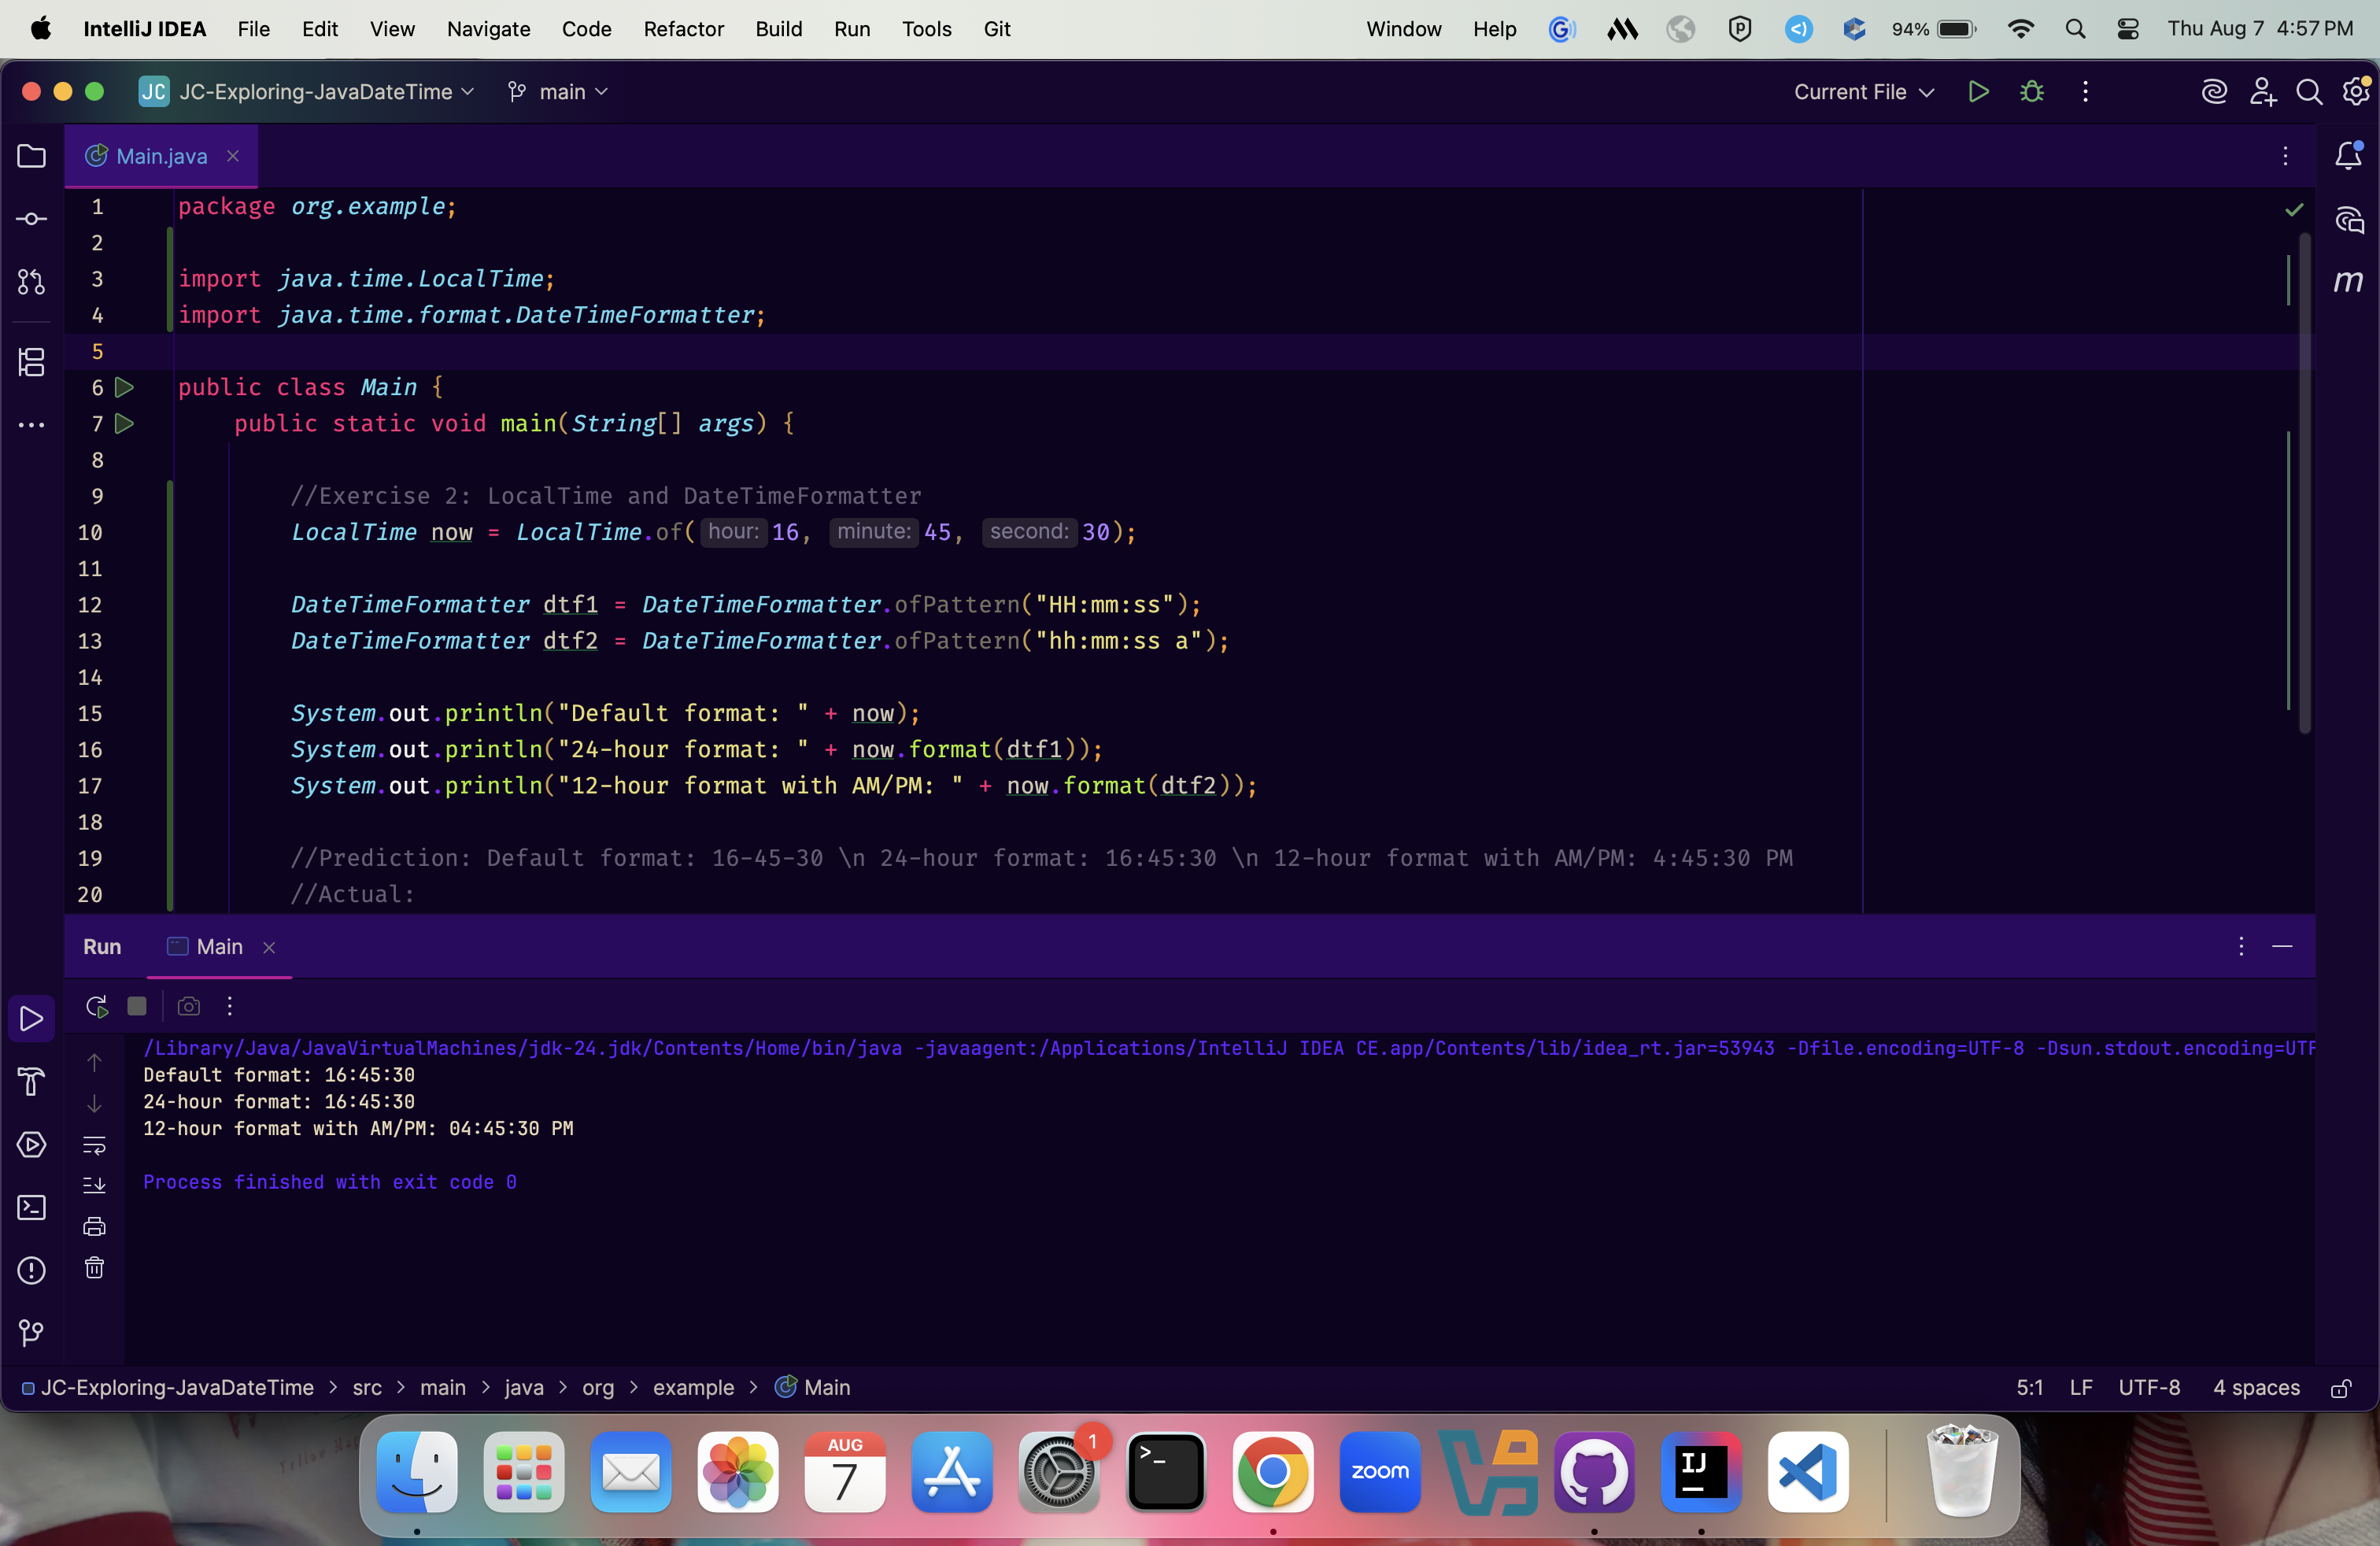 IntelliJ IDEA File Edit View Navigate Code Refactor Build Run Tools Git Window Help 94% Thu Aug 7 4:57 PM
JC JC-Exploring-JavaDateTime main Current File
Main.java
1 package org.example;
2
3 import java.time.LocalTime;
4 import java.time.format.DateTimeFormatter;
5
6 public class Main {
7 public static void main(String[] args) {
8
9 //Exercise 2: LocalTime and DateTimeFormatter
10 LocalTime now = LocalTime.of( hour: 16, minute: 45, second: 30);
11
12 DateTimeFormatter dtf1 = DateTimeFormatter.ofPattern("HH:mm:ss");
13 DateTimeFormatter dtf2 = DateTimeFormatter.ofPattern("hh:mm:ss a");
14
15 System.out.println("Default format: " + now);
16 System.out.println("24-hour format: " + now.format(dtf1));
17 System.out.println("12-hour format with AM/PM: " + now.format(dtf2));
18
19 //Prediction: Default format: 16-45-30 \n 24-hour format: 16:45:30 \n 12-hour format with AM/PM: 4:45:30 PM
20 //Actual:
m
Run Main
/Library/Java/JavaVirtualMachines/jdk-24.jdk/Contents/Home/bin/java -javaagent:/Applications/IntelliJ IDEA CE.app/Contents/lib/idea_rt.jar=53943 -Dfile.encoding=UTF-8 -Dsun.stdout.encoding=UTF
Default format: 16:45:30
24-hour format: 16:45:30
12-hour format with AM/PM: 04:45:30 PM
Process finished with exit code 0
JC-Exploring-JavaDateTime > src > main > java > org > example > Main 5:1 LF UTF-8 4 spaces
AUG
7
1
>_
zoom
IJ